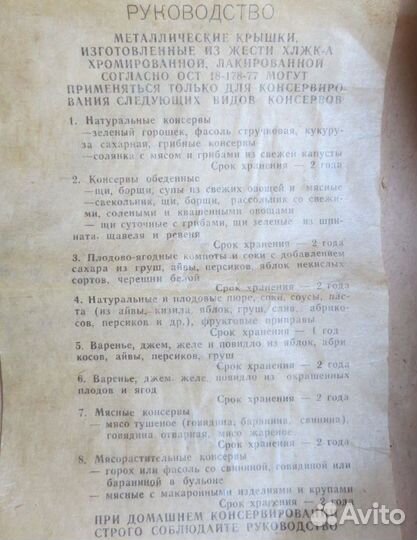 РУКОВОДСТВО
МЕТАЛЛИЧЕСКИЕ КРЫШКИ,
ИЗГОТОВЛЕННЫЕ ИЗ ЖЕСТИ ХЛЖК-А
ХРОМИРОВАННОЙ, ЛАКИРОВАННОЙ
СОГЛАСНО ОСТ 18-178-77 МОГУТ
ПРИМЕНЯТЬСЯ ТОЛЬКО ДЛЯ КОНСЕРВИРО-
ВАНИЯ СЛЕДУЮЩИХ ВИДОВ КОНСЕРВОВ
1. Натуральные консервы
—зеленый горошек, фасоль стручковая, кукуру-
за сахарная, грибные консервы
—солянка с мясом и грибами из свежей капусты
Срок хранения — 2 года
2. Консервы обеденные
—щи, борщи, супы из свежих овощей и мясные
—свекольник, щи, борщи, рассольник со свежи-
ми, солеными и квашенными овощами
— щи суточные с грибами, щи зеленые из шпи-
ната, щавеля и ревеня
Срок хранения — 2 года
3. Плодово-ягодные компоты и соки с добавлением
сахара из груш, айвы, персиков, яблок некислых
сортов, черешни белой
Срок хранения — 2 года
4. Натуральные и плодовые пюре, соки, соусы, пас-
та (из айвы, кизила, яблок, груш, слив, абрико-
сов, персиков и др.), фруктовые приправы
Срок хранения — 1 год
5. Варенье, джем, желе и повидло из яблок, абри
косов, айвы, персиков, груш
Срок хранения — 2 года
6. Варенье, джем, желе, повидло из окрашенных
плодов и ягод
Срок хранения — 2 года
7. Мясные консервы
— мясо тушеное (говядина, баранина, свинина),
говядина отварная, мясо жареное
Срок хранения — 2 года
8. Мясорастительные консервы
— горох или фасоль со свининой, говядиной или
бараниной в бульоне
— мясные с макаронными изделиями и крупами
Срок хранения — 2 года
ПРИ ДОМАШНЕМ КОНСЕРВИРОВАНИИ
СТРОГО СОБЛЮДАЙТЕ РУКОВОДСТВО
Avito